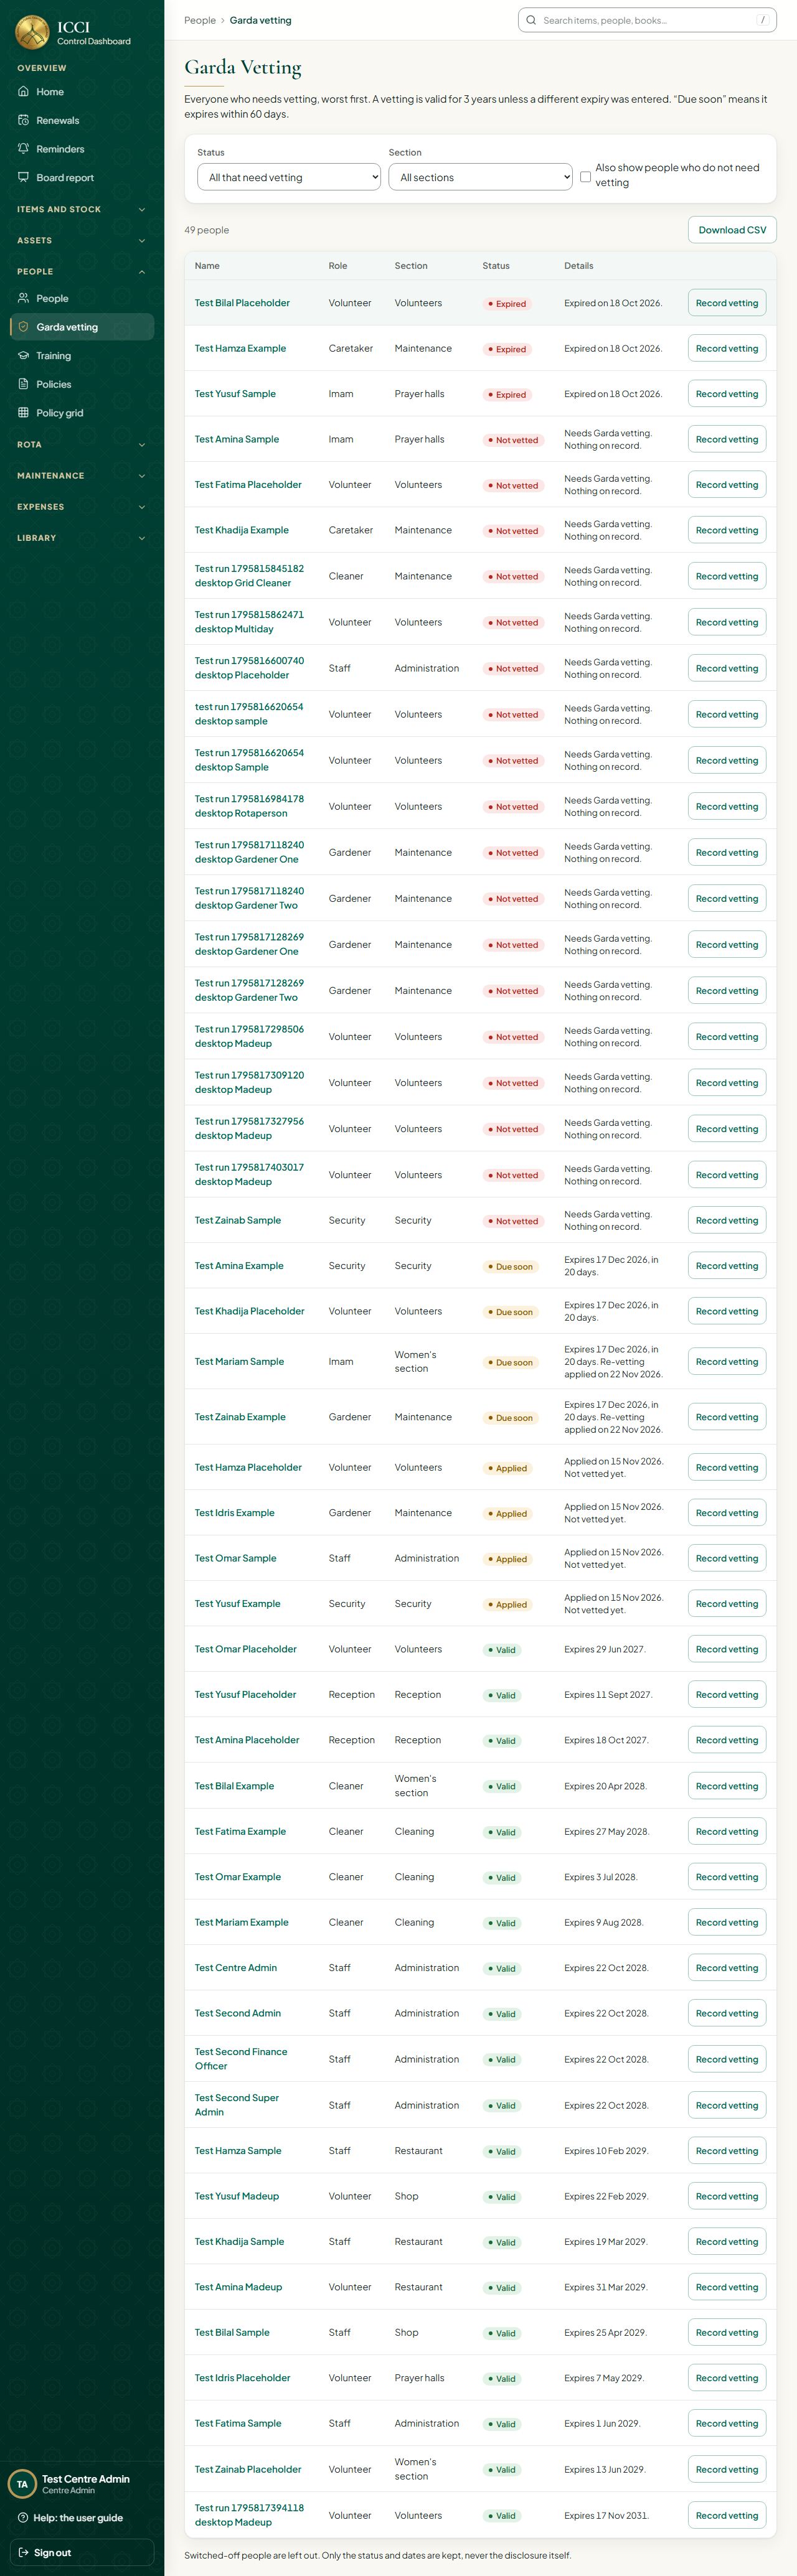 ICCI
Control Dashboard
OVERVIEW
Home
Renewals
Reminders
Board report
ITEMS AND STOCK
ASSETS
PEOPLE
People
Garda vetting
Training
Policies
Policy grid
ROTA
MAINTENANCE
EXPENSES
LIBRARY
TA
Test Centre Admin
Centre Admin
Help: the user guide
Sign out
People > Garda vetting
Search items, people, books... /
Garda Vetting
Everyone who needs vetting, worst first. A vetting is valid for 3 years unless a different expiry was entered. “Due soon” means it
expires within 60 days.
Status Section
All that need vetting All sections Also show people who do not need
vetting
49 people Download CSV
Name Role Section Status Details
Test Bilal Placeholder Volunteer Volunteers Expired Expired on 18 Oct 2026. Record vetting
Test Hamza Example Caretaker Maintenance Expired Expired on 18 Oct 2026. Record vetting
Test Yusuf Sample Imam Prayer halls Expired Expired on 18 Oct 2026. Record vetting
Test Amina Sample Imam Prayer halls Not vetted Needs Garda vetting. Record vetting
Nothing on record.
Test Fatima Placeholder Volunteer Volunteers Not vetted Needs Garda vetting. Record vetting
Nothing on record.
Test Khadija Example Caretaker Maintenance Not vetted Needs Garda vetting. Record vetting
Nothing on record.
Test run 1795815845182 Cleaner Maintenance Not vetted Needs Garda vetting. Record vetting
desktop Grid Cleaner Nothing on record.
Test run 1795815862471 Volunteer Volunteers Not vetted Needs Garda vetting. Record vetting
desktop Multiday Nothing on record.
Test run 1795816600740 Staff Administration Not vetted Needs Garda vetting. Record vetting
desktop Placeholder Nothing on record.
test run 1795816620654 Volunteer Volunteers Not vetted Needs Garda vetting. Record vetting
desktop sample Nothing on record.
Test run 1795816620654 Volunteer Volunteers Not vetted Needs Garda vetting. Record vetting
desktop Sample Nothing on record.
Test run 1795816984178 Volunteer Volunteers Not vetted Needs Garda vetting. Record vetting
desktop Rotaperson Nothing on record.
Test run 1795817118240 Gardener Maintenance Not vetted Needs Garda vetting. Record vetting
desktop Gardener One Nothing on record.
Test run 1795817118240 Gardener Maintenance Not vetted Needs Garda vetting. Record vetting
desktop Gardener Two Nothing on record.
Test run 1795817128269 Gardener Maintenance Not vetted Needs Garda vetting. Record vetting
desktop Gardener One Nothing on record.
Test run 1795817128269 Gardener Maintenance Not vetted Needs Garda vetting. Record vetting
desktop Gardener Two Nothing on record.
Test run 1795817298506 Volunteer Volunteers Not vetted Needs Garda vetting. Record vetting
desktop Madeup Nothing on record.
Test run 1795817309120 Volunteer Volunteers Not vetted Needs Garda vetting. Record vetting
desktop Madeup Nothing on record.
Test run 1795817327956 Volunteer Volunteers Not vetted Needs Garda vetting. Record vetting
desktop Madeup Nothing on record.
Test run 1795817403017 Volunteer Volunteers Not vetted Needs Garda vetting. Record vetting
desktop Madeup Nothing on record.
Test Zainab Sample Security Security Not vetted Needs Garda vetting. Record vetting
Nothing on record.
Test Amina Example Security Security Due soon Expires 17 Dec 2026, in Record vetting
20 days.
Test Khadija Placeholder Volunteer Volunteers Due soon Expires 17 Dec 2026, in Record vetting
20 days.
Test Mariam Sample Imam Women's section Due soon Expires 17 Dec 2026, in Record vetting
20 days. Re-vetting
applied on 22 Nov 2026.
Test Zainab Example Gardener Maintenance Due soon Expires 17 Dec 2026, in Record vetting
20 days. Re-vetting
applied on 22 Nov 2026.
Test Hamza Placeholder Volunteer Volunteers Applied Applied on 15 Nov 2026. Record vetting
Not vetted yet.
Test Idris Example Gardener Maintenance Applied Applied on 15 Nov 2026. Record vetting
Not vetted yet.
Test Omar Sample Staff Administration Applied Applied on 15 Nov 2026. Record vetting
Not vetted yet.
Test Yusuf Example Security Security Applied Applied on 15 Nov 2026. Record vetting
Not vetted yet.
Test Omar Placeholder Volunteer Volunteers Valid Expires 29 Jun 2027. Record vetting
Test Yusuf Placeholder Reception Reception Valid Expires 11 Sept 2027. Record vetting
Test Amina Placeholder Reception Reception Valid Expires 18 Oct 2027. Record vetting
Test Bilal Example Cleaner Women's section Valid Expires 20 Apr 2028. Record vetting
Test Fatima Example Cleaner Cleaning Valid Expires 27 May 2028. Record vetting
Test Omar Example Cleaner Cleaning Valid Expires 3 Jul 2028. Record vetting
Test Mariam Example Cleaner Cleaning Valid Expires 9 Aug 2028. Record vetting
Test Centre Admin Staff Administration Valid Expires 22 Oct 2028. Record vetting
Test Second Admin Staff Administration Valid Expires 22 Oct 2028. Record vetting
Test Second Finance Staff Administration Valid Expires 22 Oct 2028. Record vetting
Officer
Test Second Super Staff Administration Valid Expires 22 Oct 2028. Record vetting
Admin
Test Hamza Sample Staff Restaurant Valid Expires 10 Feb 2029. Record vetting
Test Yusuf Madeup Volunteer Shop Valid Expires 22 Feb 2029. Record vetting
Test Khadija Sample Staff Restaurant Valid Expires 19 Mar 2029. Record vetting
Test Amina Madeup Volunteer Restaurant Valid Expires 31 Mar 2029. Record vetting
Test Bilal Sample Staff Shop Valid Expires 25 Apr 2029. Record vetting
Test Idris Placeholder Volunteer Prayer halls Valid Expires 7 May 2029. Record vetting
Test Fatima Sample Staff Administration Valid Expires 1 Jun 2029. Record vetting
Test Zainab Placeholder Volunteer Women's section Valid Expires 13 Jun 2029. Record vetting
Test run 1795817394118 Volunteer Volunteers Valid Expires 17 Nov 2031. Record vetting
desktop Madeup
Switched-off people are left out. Only the status and dates are kept, never the disclosure itself.